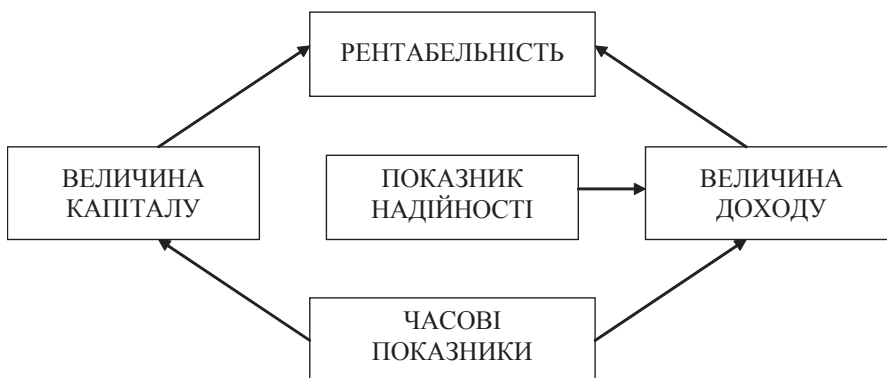 РЕНТАБЕЛЬНІСТЬ
ВЕЛИЧИНА
КАПІТАЛУ
ПОКАЗНИК
НАДІЙНОСТІ
ВЕЛИЧИНА
ДОХОДУ
ЧАСОВІ
ПОКАЗНИКИ